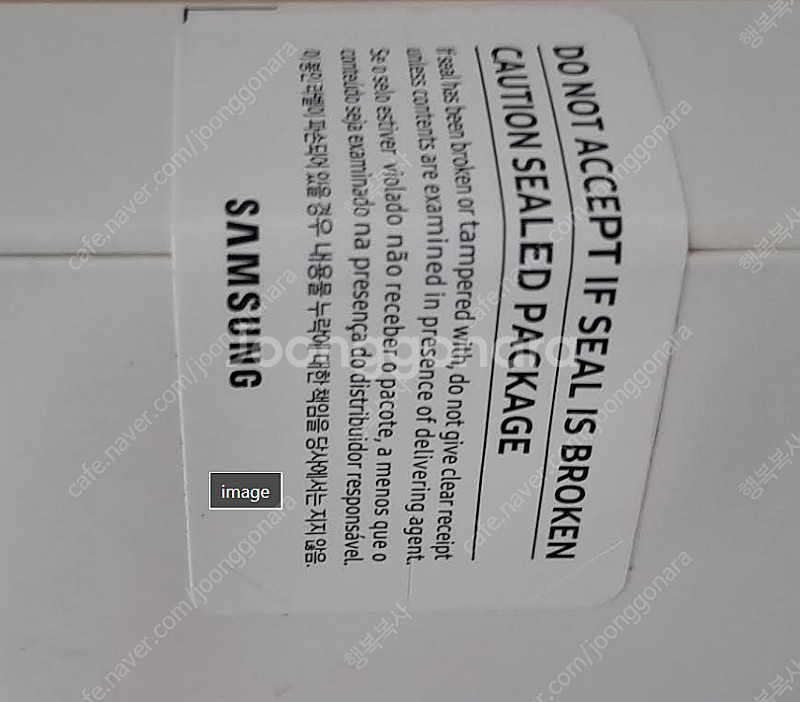 DO NOT ACCEPT IF SEAL IS BROKEN
CAUTION SEALED PACKAGE
If seal has been broken or tampered with, do not give clear receipt
unless contents are examined in presence of delivering agent.
Se o selo estiver violado não receber o pacote, a menos que o
conteúdo seja examinado na presença do distribuidor responsável.
이 봉인 라벨이 파손되어 있을 경우 내용물 누락에 대한 책임을 당사에서는 지지 않음.
SAMSUNG
image
Joonggonara
cafe.naver.com/joonggonara
행복복사